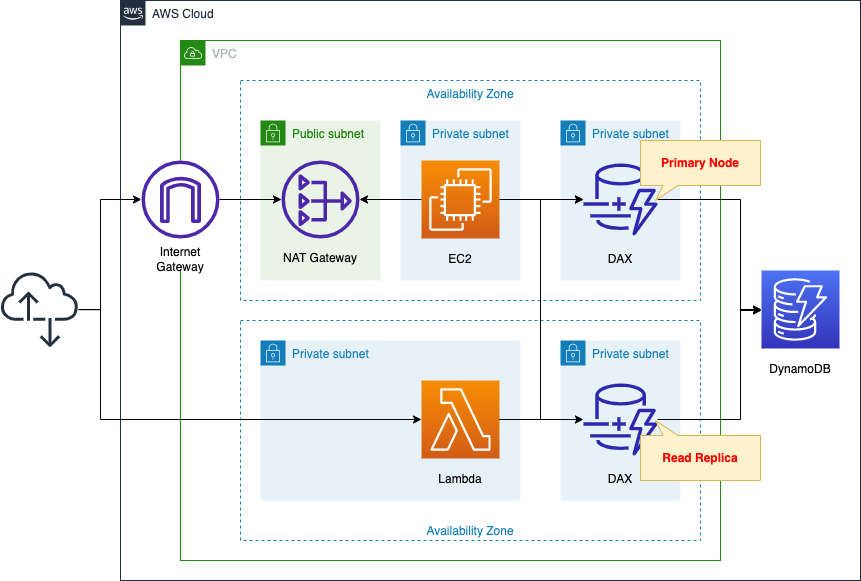 aws
AWS Cloud
VPC
Availability Zone
Public subnet
Private subnet
Private subnet
Primary Node
Internet
Gateway
NAT Gateway
EC2
DAX
Private subnet
Private subnet
DynamoDB
Read Replica
Lambda
DAX
Availability Zone